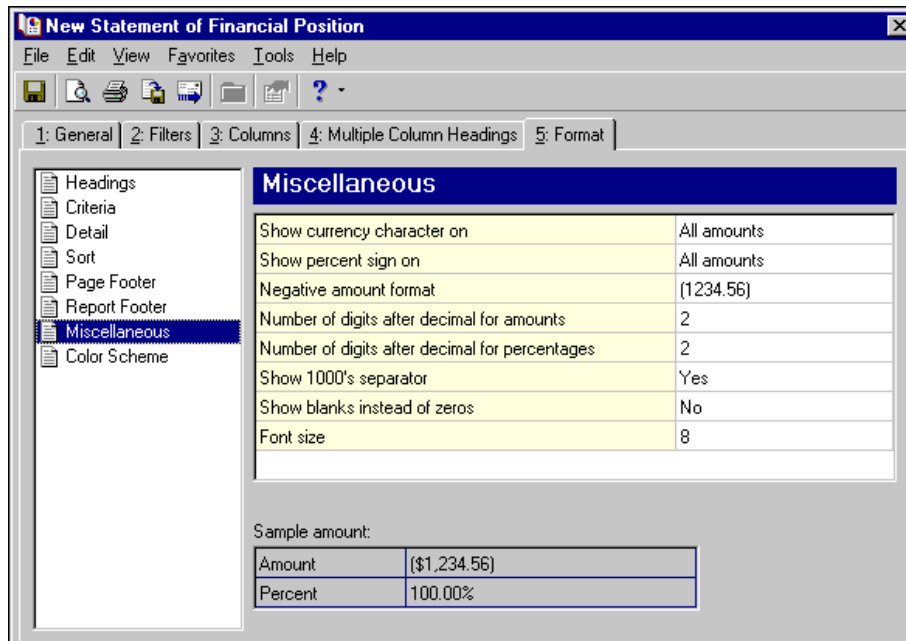 New Statement of Financial Position
File Edit View Favorites Tools Help
1: General 2: Filters 3: Columns 4: Multiple Column Headings 5: Format
Headings
Criteria
Detail
Sort
Page Footer
Report Footer
Miscellaneous
Color Scheme
Miscellaneous
Show currency character on All amounts
Show percent sign on All amounts
Negative amount format (1234.56)
Number of digits after decimal for amounts 2
Number of digits after decimal for percentages 2
Show 1000's separator Yes
Show blanks instead of zeros No
Font size 8
Sample amount:
Amount ($1,234.56)
Percent 100.00%